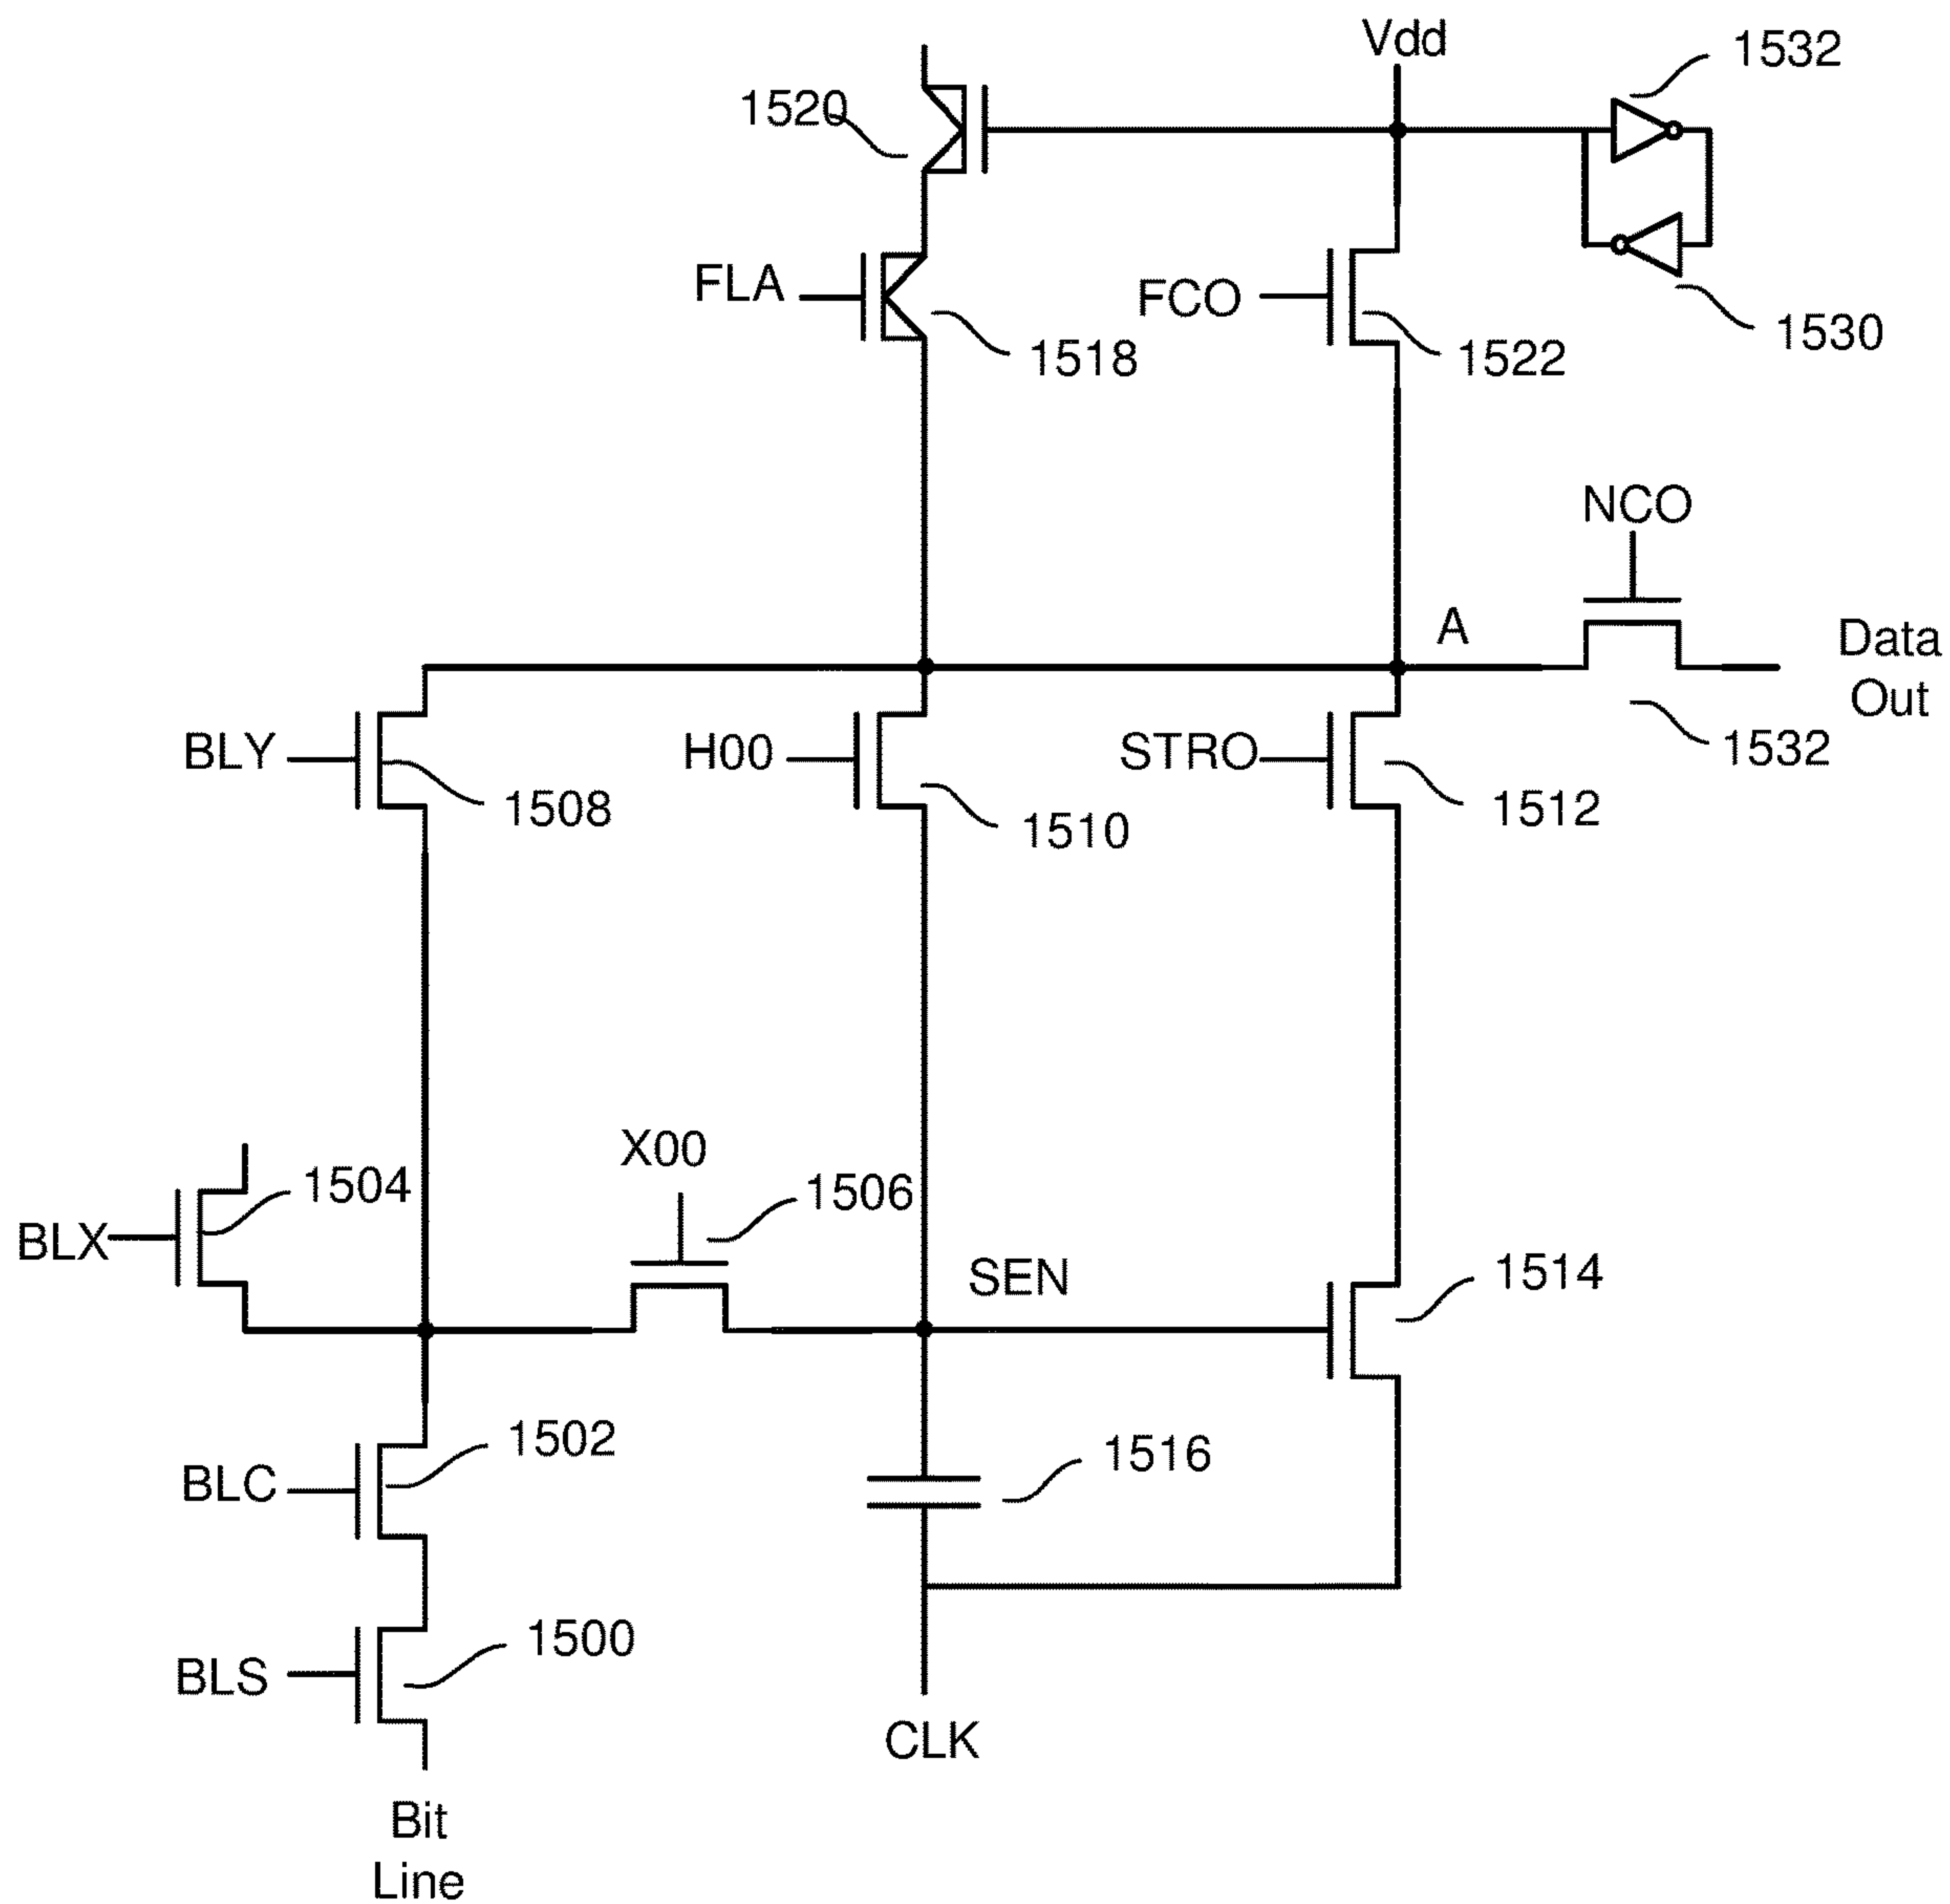 Vdd
1532
1520
FLA
FCO
1518
1522
1530
NCO
A
Data
Out
BLY
H00
STRO
1532
1508
1510
1512
X00
1504
1506
BLX
SEN
1514
1502
BLC
1516
1500
BLS
CLK
Bit
Line